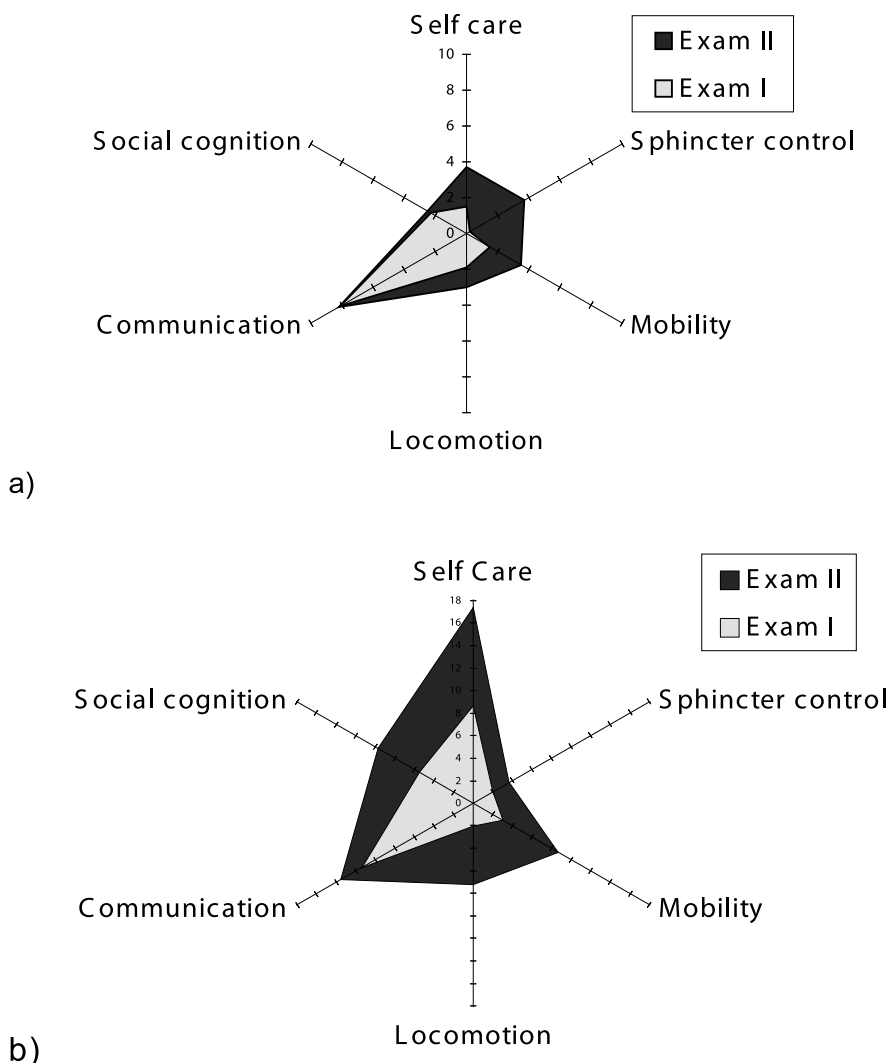 Self care
10
8
6
4
2
0
Exam II
Exam I
Social cognition
Sphincter control
Communication
Mobility
Locomotion
a)
Self Care
18
16
14
12
10
8
6
4
2
0
Exam II
Exam I
Social cognition
Sphincter control
Communication
Mobility
Locomotion
b)